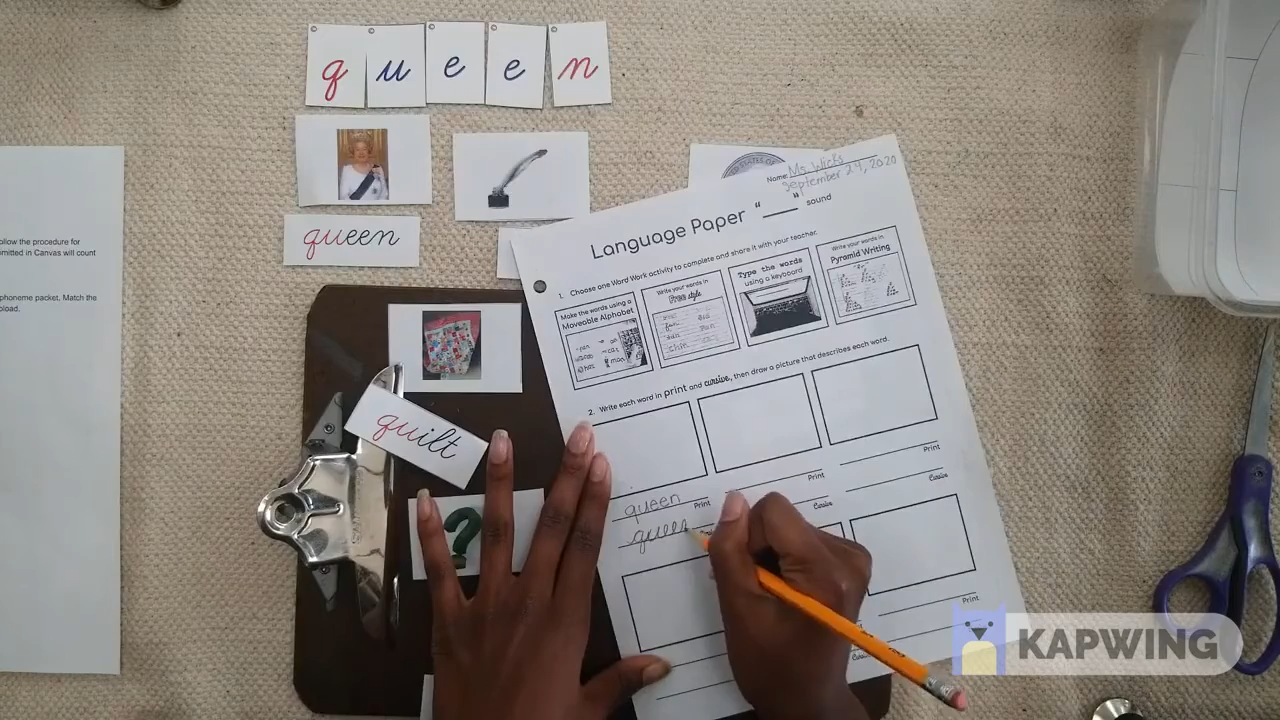 q u e e n
queen
quilt
?
STATES OF
Name: Ms. Wicks
September 24, 2020
Language Paper "____" sound
1. Choose one Word Work activity to complete and share it with your teacher.
Make the words using a
Moveable Alphabet
Write your words in
Free style
Type the words
using a keyboard
Write your words in
Pyramid Writing
2. Write each word in print and cursive, then draw a picture that describes each word.
queen Print
queen
Print
Cursive
Print
Cursive
Print
Cursive
ollow the procedure for
mitted in Canvas will count
phoneme packet, Match the
pload.
KAPWING